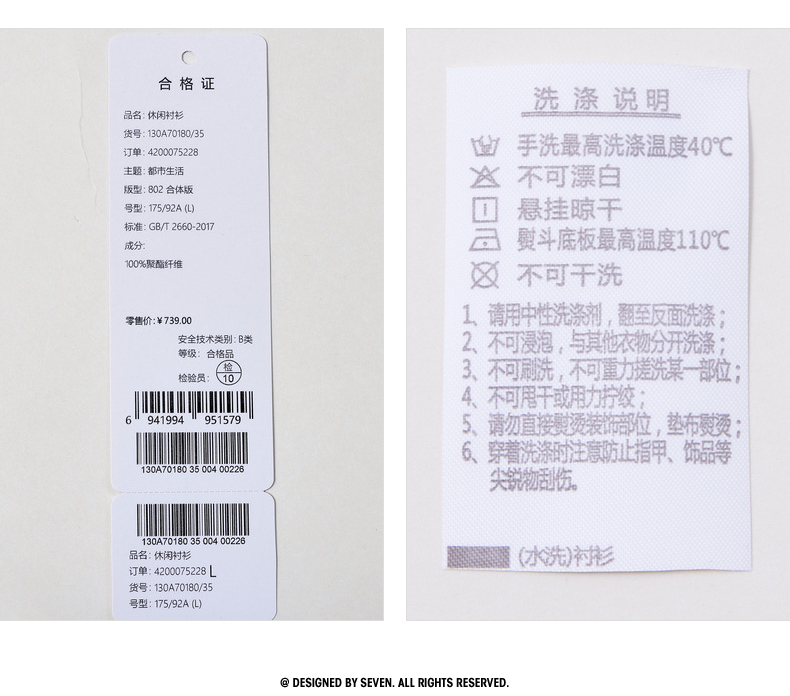 合格证
品名: 休闲衬衫
货号: 130A70180/35
订单: 4200075228
主题: 都市生活
版型: 802 合体版
号型: 175/92A (L)
标准: GB/T 2660-2017
成分:
100%聚酯纤维
零售价: ¥ 739.00
安全技术类别: B类
等级: 合格品
检验员: 检 10
6 941994 951579
130A70180 35 004 00226
130A70180 35 004 00226
品名: 休闲衬衫
订单: 4200075228 L
货号: 130A70180/35
号型: 175/92A (L)
洗涤说明
手洗最高洗涤温度40℃
不可漂白
悬挂晾干
熨斗底板最高温度110℃
不可干洗
1、请用中性洗涤剂，翻至反面洗涤；
2、不可浸泡，与其他衣物分开洗涤；
3、不可刷洗，不可重力搓洗某一部位；
4、不可甩干或用力拧绞；
5、请勿直接熨烫装饰部位，垫布熨烫；
6、穿着洗涤时注意防止指甲、饰品等
尖锐物刮伤。
(水洗)衬衫
@ DESIGNED BY SEVEN. ALL RIGHTS RESERVED.